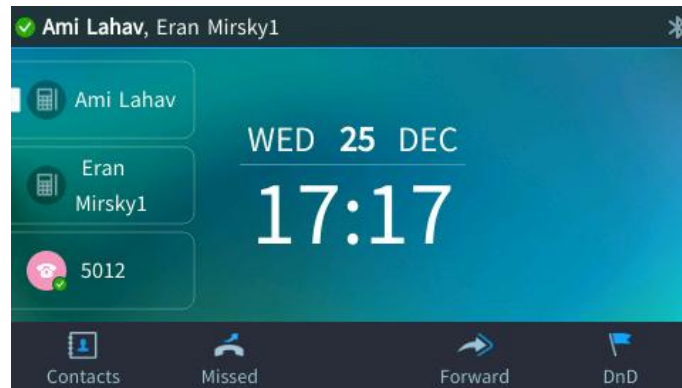 Ami Lahav, Eran Mirsky1
Ami Lahav
Eran
Mirsky1
5012
WED 25 DEC
17:17
Contacts Missed Forward DnD